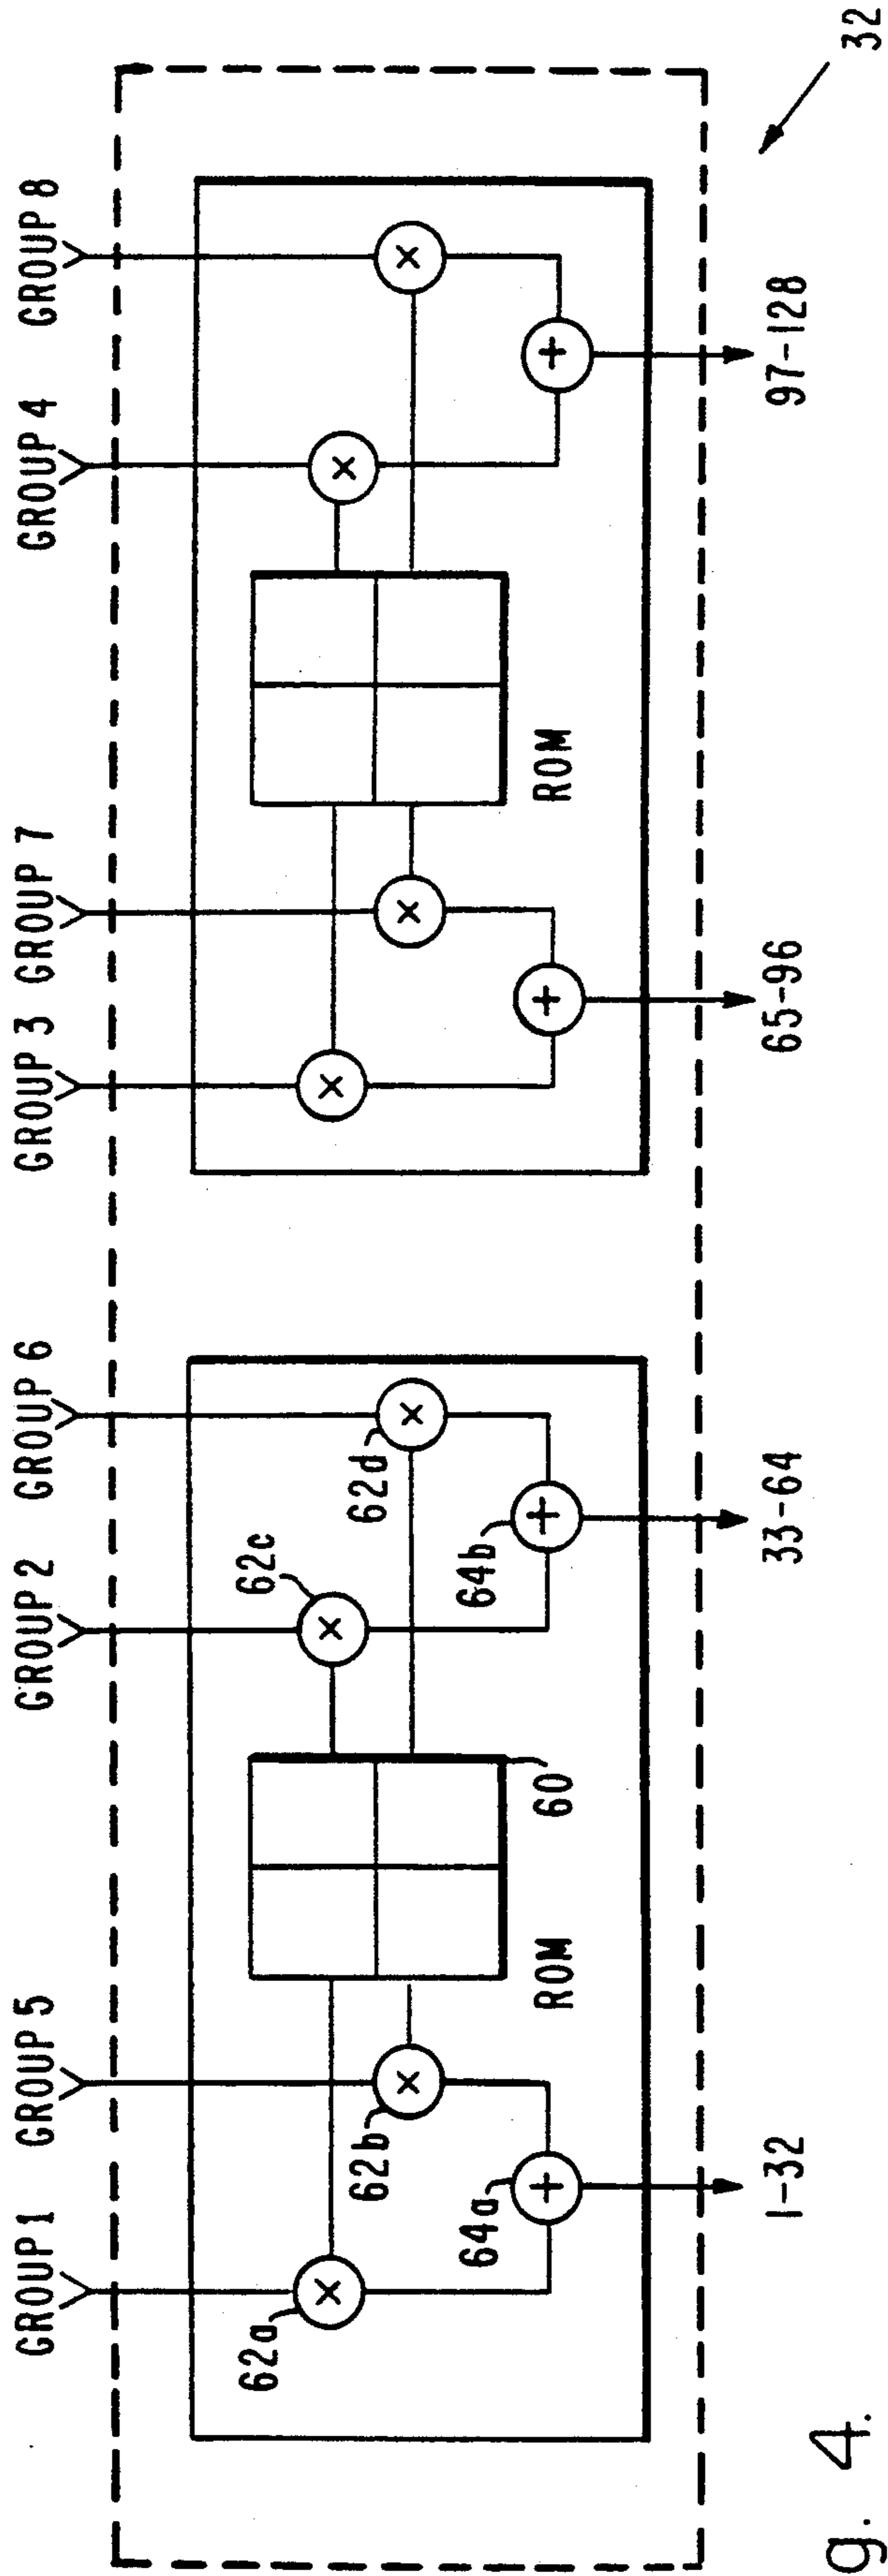 GROUP 1
GROUP 5
GROUP 2
GROUP 6
GROUP 3
GROUP 7
GROUP 4
GROUP 8
62a
62b
62c
62d
64a
64b
ROM
60
ROM
1-32
33-64
65-96
97-128
32
g. 4.